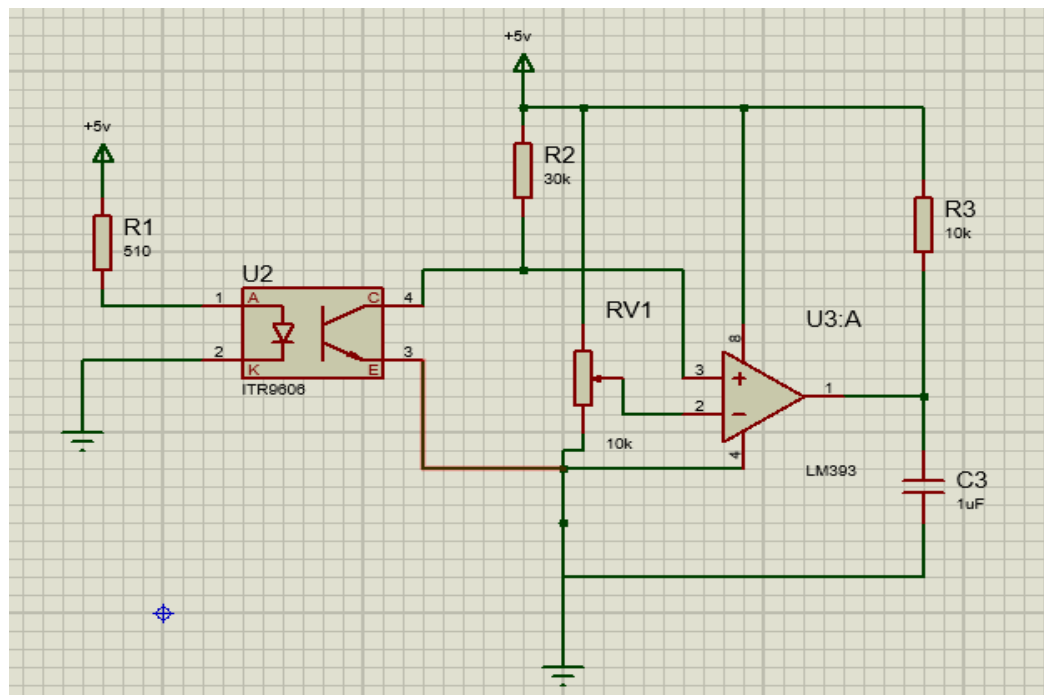 +5v
+5v
R2
30k
R1
510
R3
10k
U2
1 A C 4
2 K E 3
ITR9606
RV1
10k
U3:A
8
3 +
2 −
1
4
LM393
C3
1uF